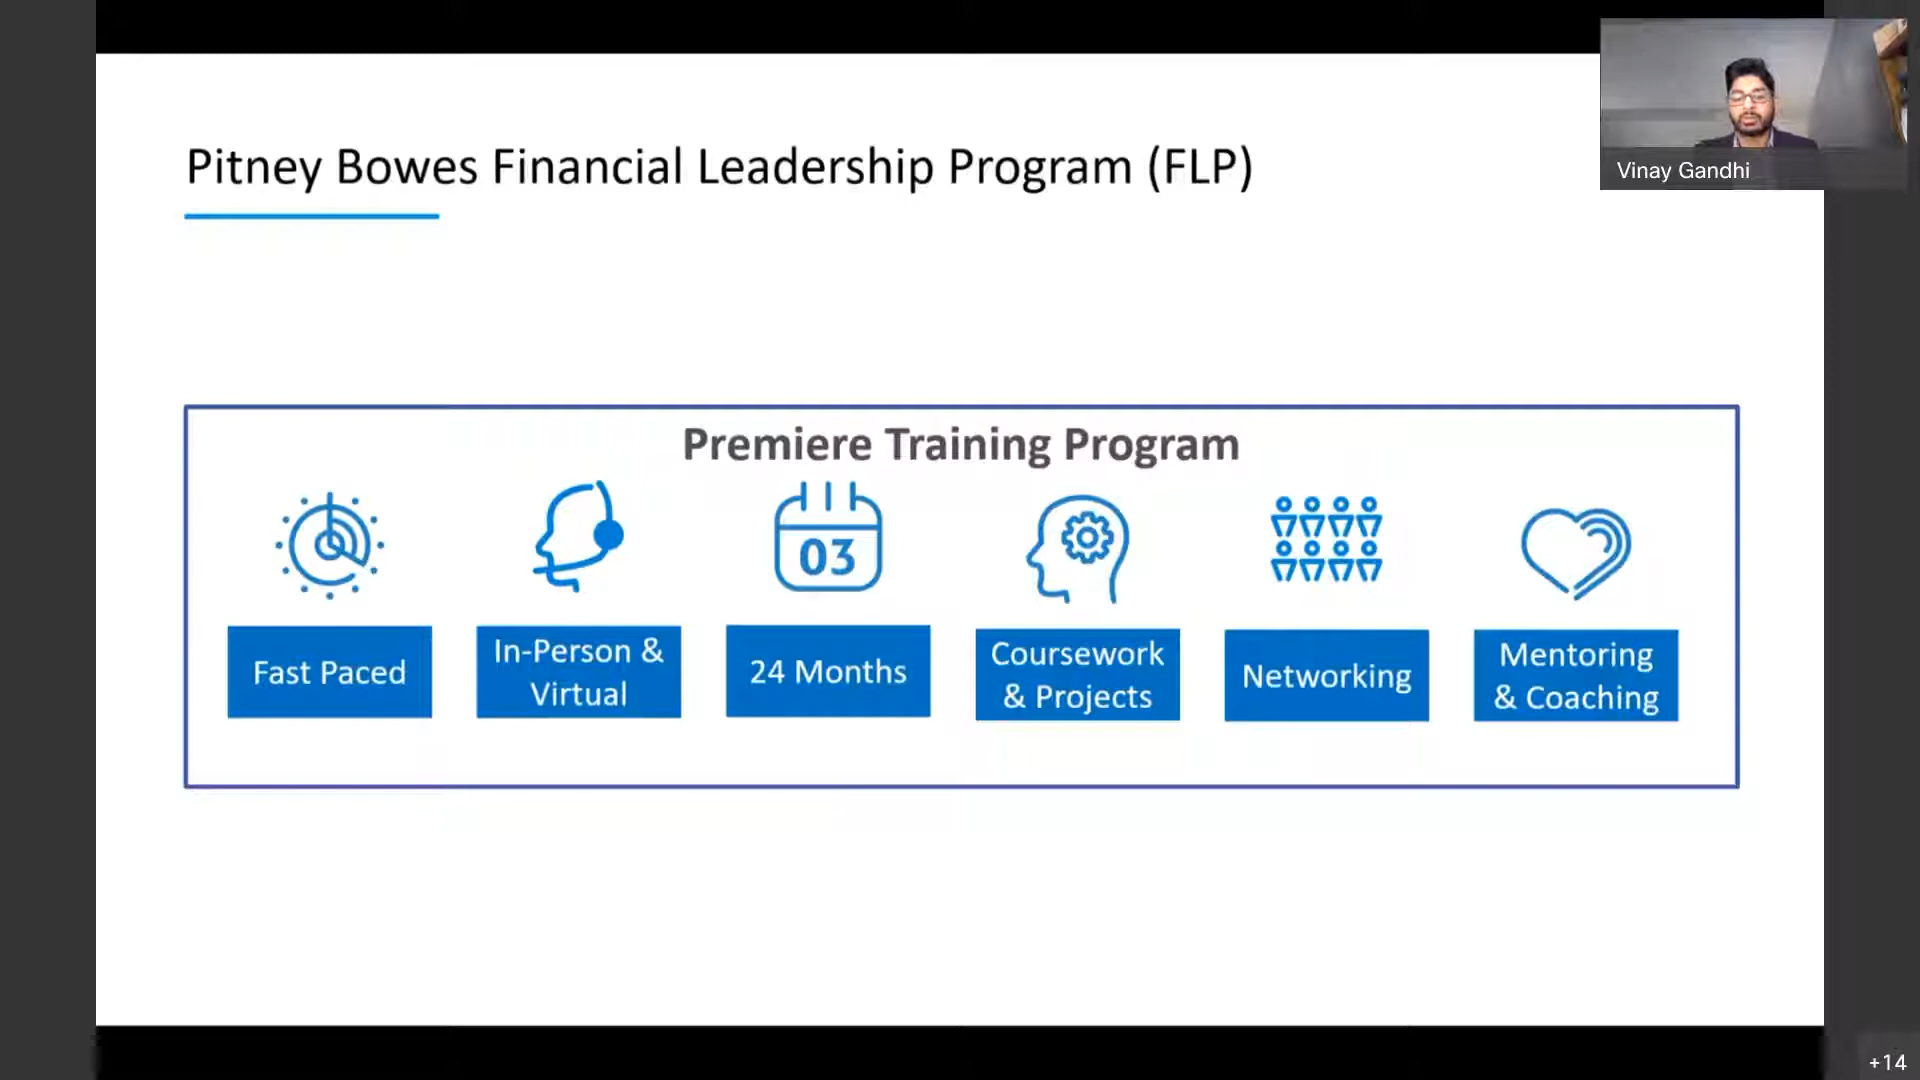 Vinay Gandhi
Pitney Bowes Financial Leadership Program (FLP)
Premiere Training Program
03
Fast Paced
In-Person &
Virtual
24 Months
Coursework
& Projects
Networking
Mentoring
& Coaching
+14